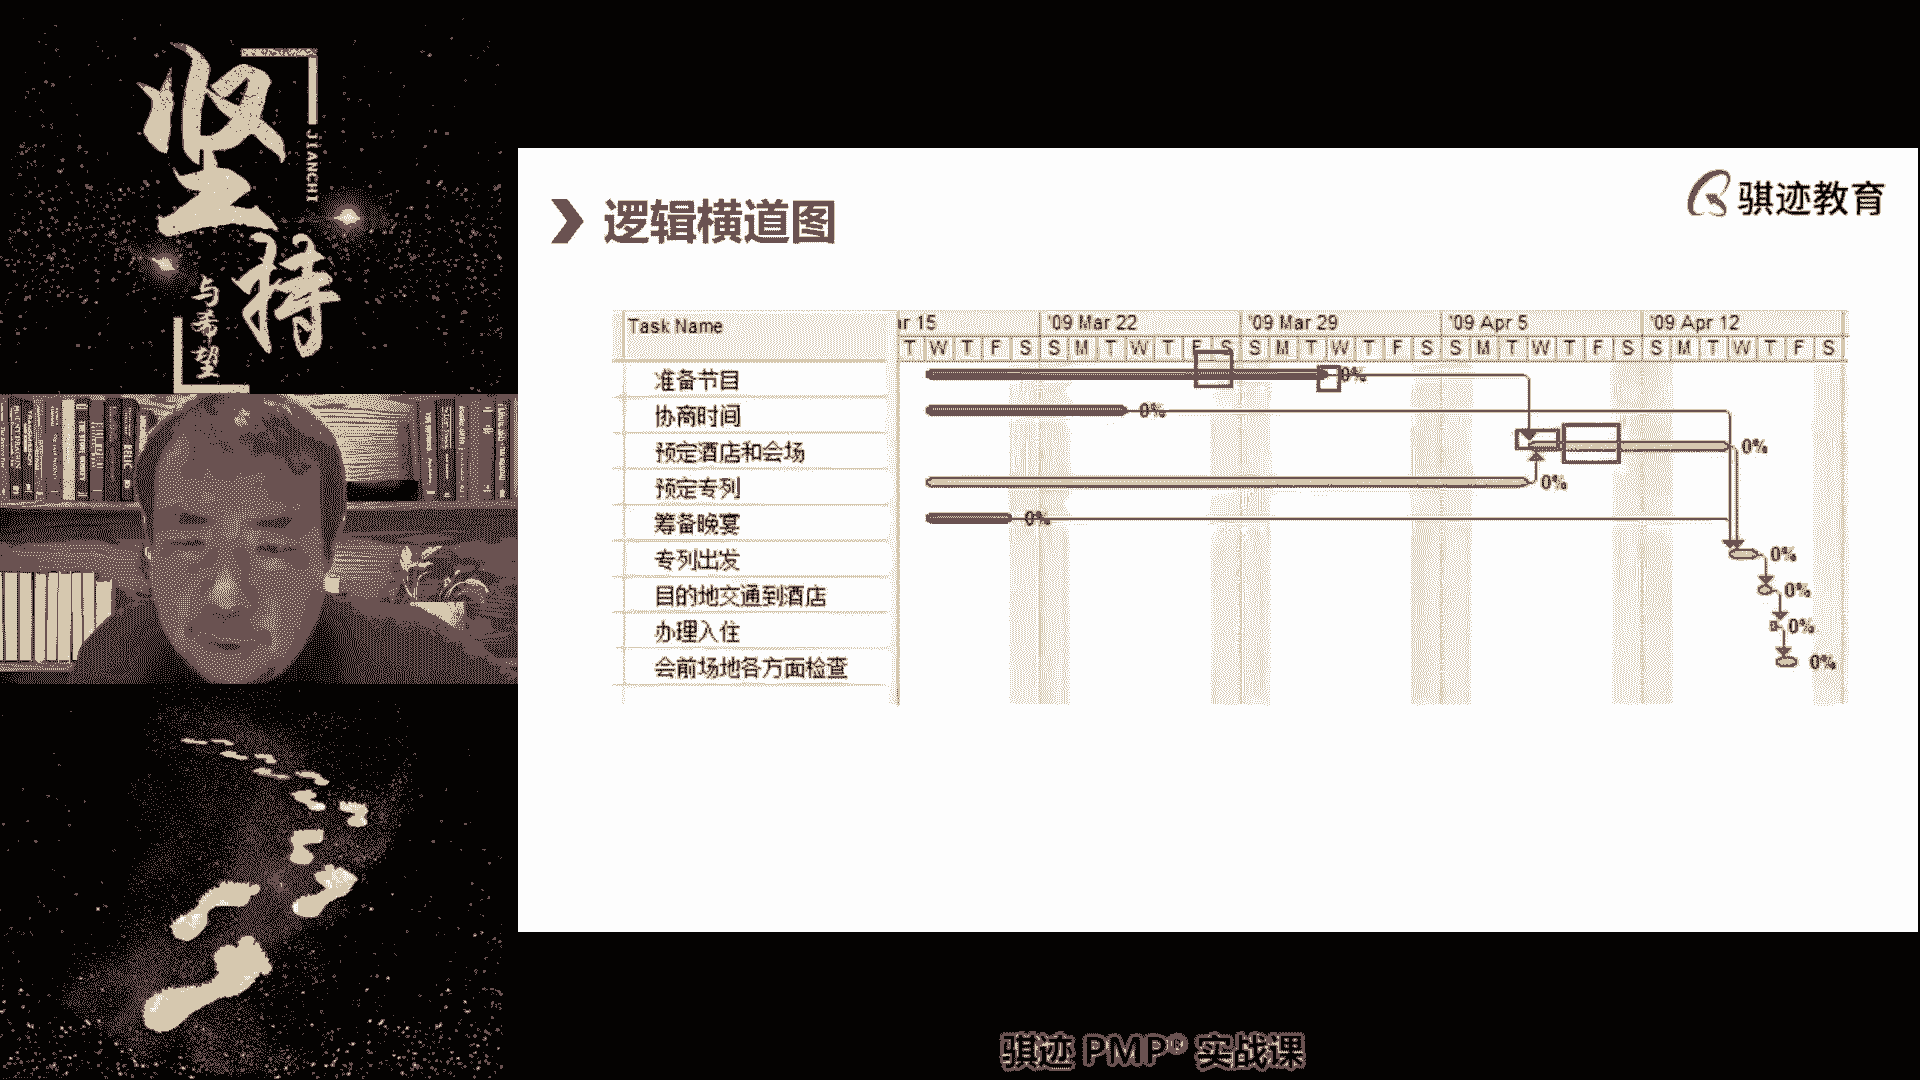 坚
持
JIANCHI
与希望
逻辑横道图
骐迹教育
Task Name
ar 15 '09 Mar 22 '09 Mar 29 '09 Apr 5 '09 Apr 12
T W T F S S M T W T F S S M T W T F S S M T W T F S S M T W T F S
准备节目 0%
协商时间 0%
预定酒店和会场 0%
预定专列 0%
筹备晚宴 0%
专列出发 0%
目的地交通到酒店 0%
办理入住 0%
会前场地各方面检查 0%
骐迹 PMP® 实战课